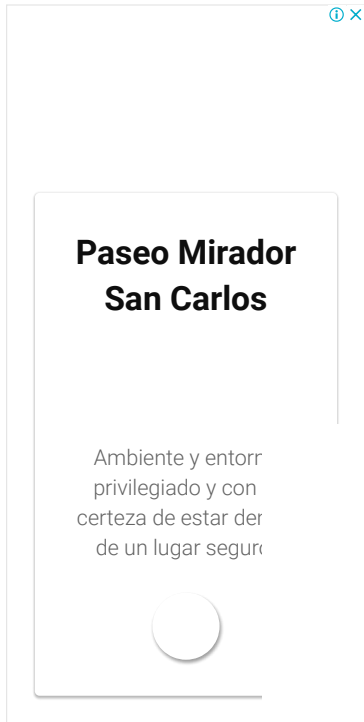 Paseo Mirador
San Carlos
Ambiente y
privilegiado y con
certeza de estar
de un lugar